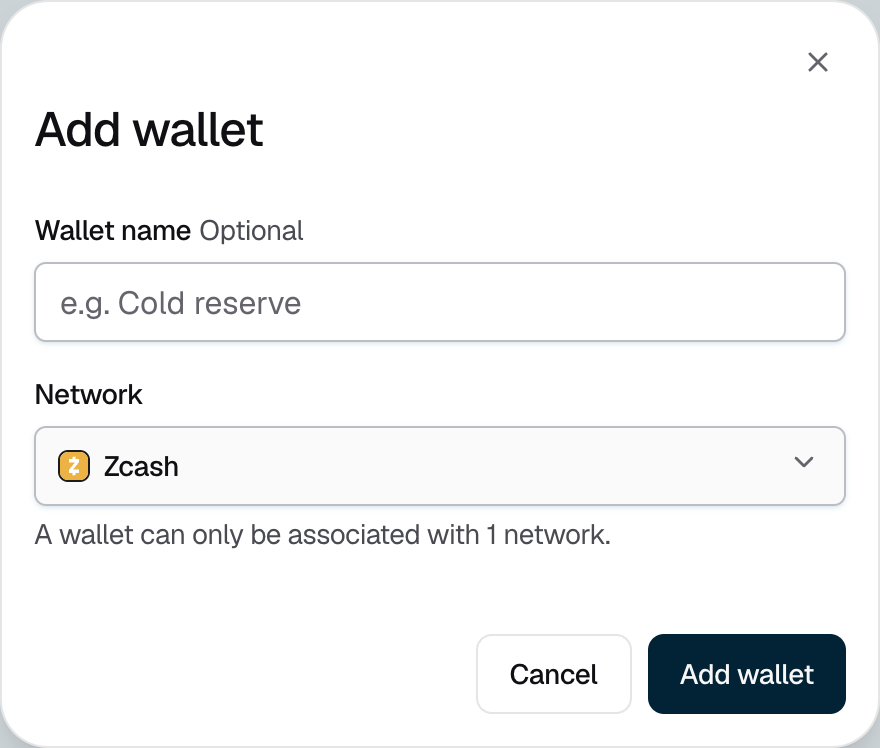 Add wallet
Wallet name Optional
e.g. Cold reserve
Network
Zcash
A wallet can only be associated with 1 network.
Cancel
Add wallet